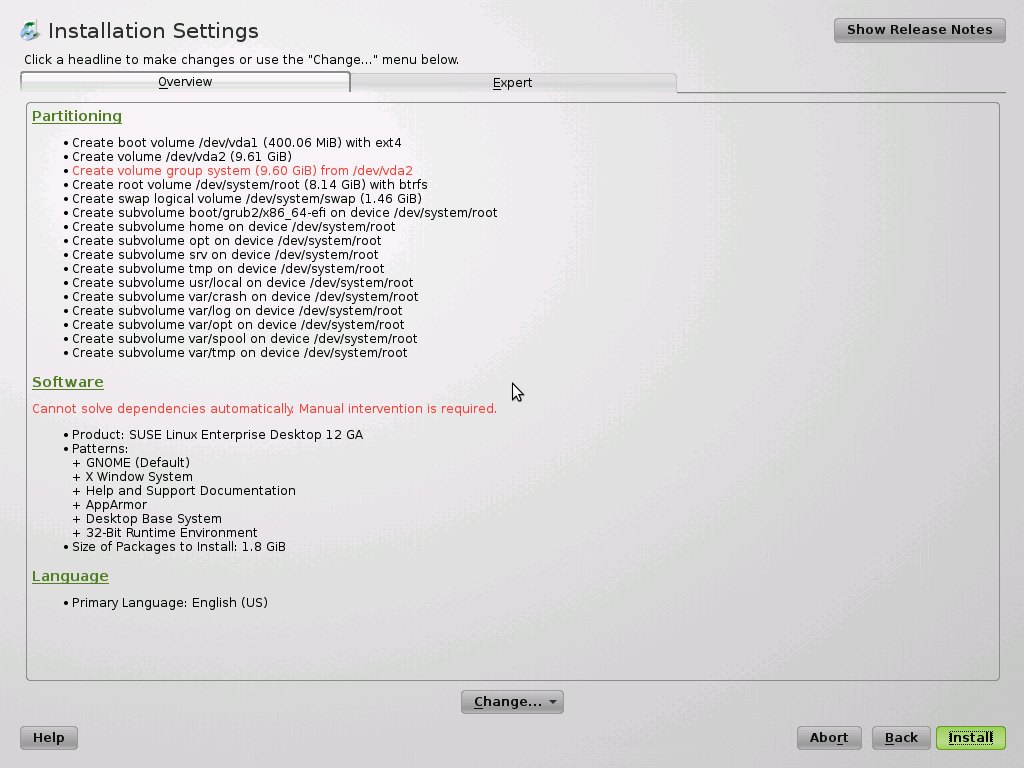 Installation Settings
Show Release Notes
Click a headline to make changes or use the "Change..." menu below.
Overview
Expert
Partitioning
• Create boot volume /dev/vda1 (400.06 MiB) with ext4
• Create volume /dev/vda2 (9.61 GiB)
• Create volume group system (9.60 GiB) from /dev/vda2
• Create root volume /dev/system/root (8.14 GiB) with btrfs
• Create swap logical volume /dev/system/swap (1.46 GiB)
• Create subvolume boot/grub2/x86_64-efi on device /dev/system/root
• Create subvolume home on device /dev/system/root
• Create subvolume opt on device /dev/system/root
• Create subvolume srv on device /dev/system/root
• Create subvolume tmp on device /dev/system/root
• Create subvolume usr/local on device /dev/system/root
• Create subvolume var/crash on device /dev/system/root
• Create subvolume var/log on device /dev/system/root
• Create subvolume var/opt on device /dev/system/root
• Create subvolume var/spool on device /dev/system/root
• Create subvolume var/tmp on device /dev/system/root
Software
Cannot solve dependencies automatically. Manual intervention is required.
• Product: SUSE Linux Enterprise Desktop 12 GA
• Patterns:
+ GNOME (Default)
+ X Window System
+ Help and Support Documentation
+ AppArmor
+ Desktop Base System
+ 32-Bit Runtime Environment
• Size of Packages to Install: 1.8 GiB
Language
• Primary Language: English (US)
Change...
Help
Abort
Back
Install